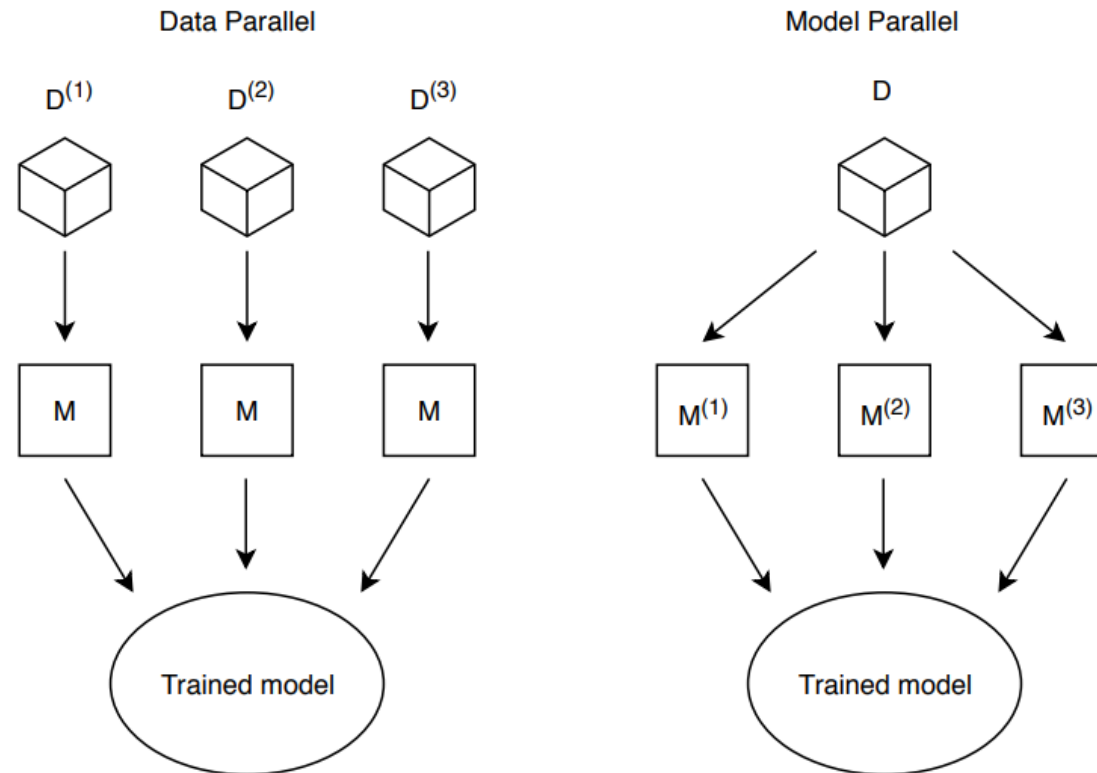 Data Parallel
D(1) D(2) D(3)
M M M
Trained model
Model Parallel
D
M(1) M(2) M(3)
Trained model